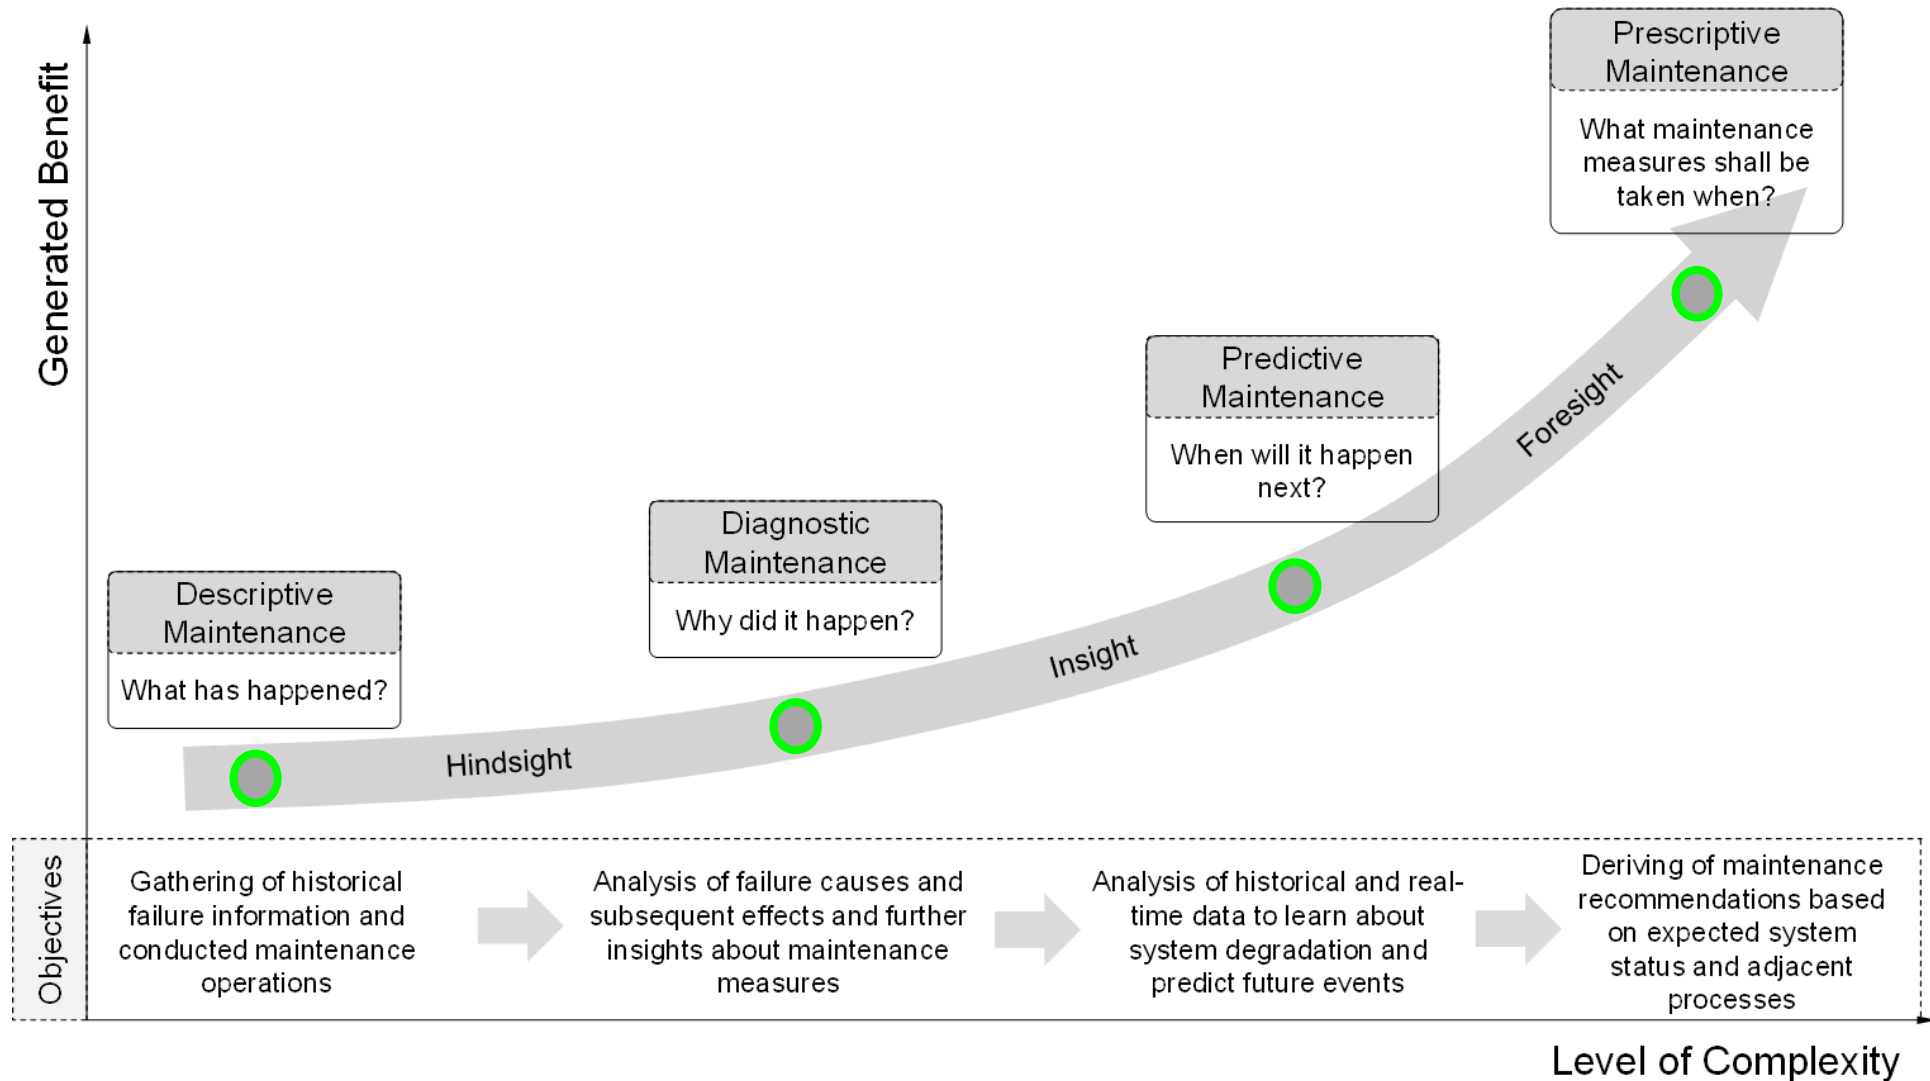 Generated Benefit
Prescriptive
Maintenance
What maintenance
measures shall be
taken when?
Predictive
Maintenance
When will it happen
next?
Foresight
Diagnostic
Maintenance
Why did it happen?
Descriptive
Maintenance
What has happened?
Hindsight
Insight
Objectives
Gathering of historical
failure information and
conducted maintenance
operations
Analysis of failure causes and
subsequent effects and further
insights about maintenance
measures
Analysis of historical and real-
time data to learn about
system degradation and
predict future events
Deriving of maintenance
recommendations based
on expected system
status and adjacent
processes
Level of Complexity